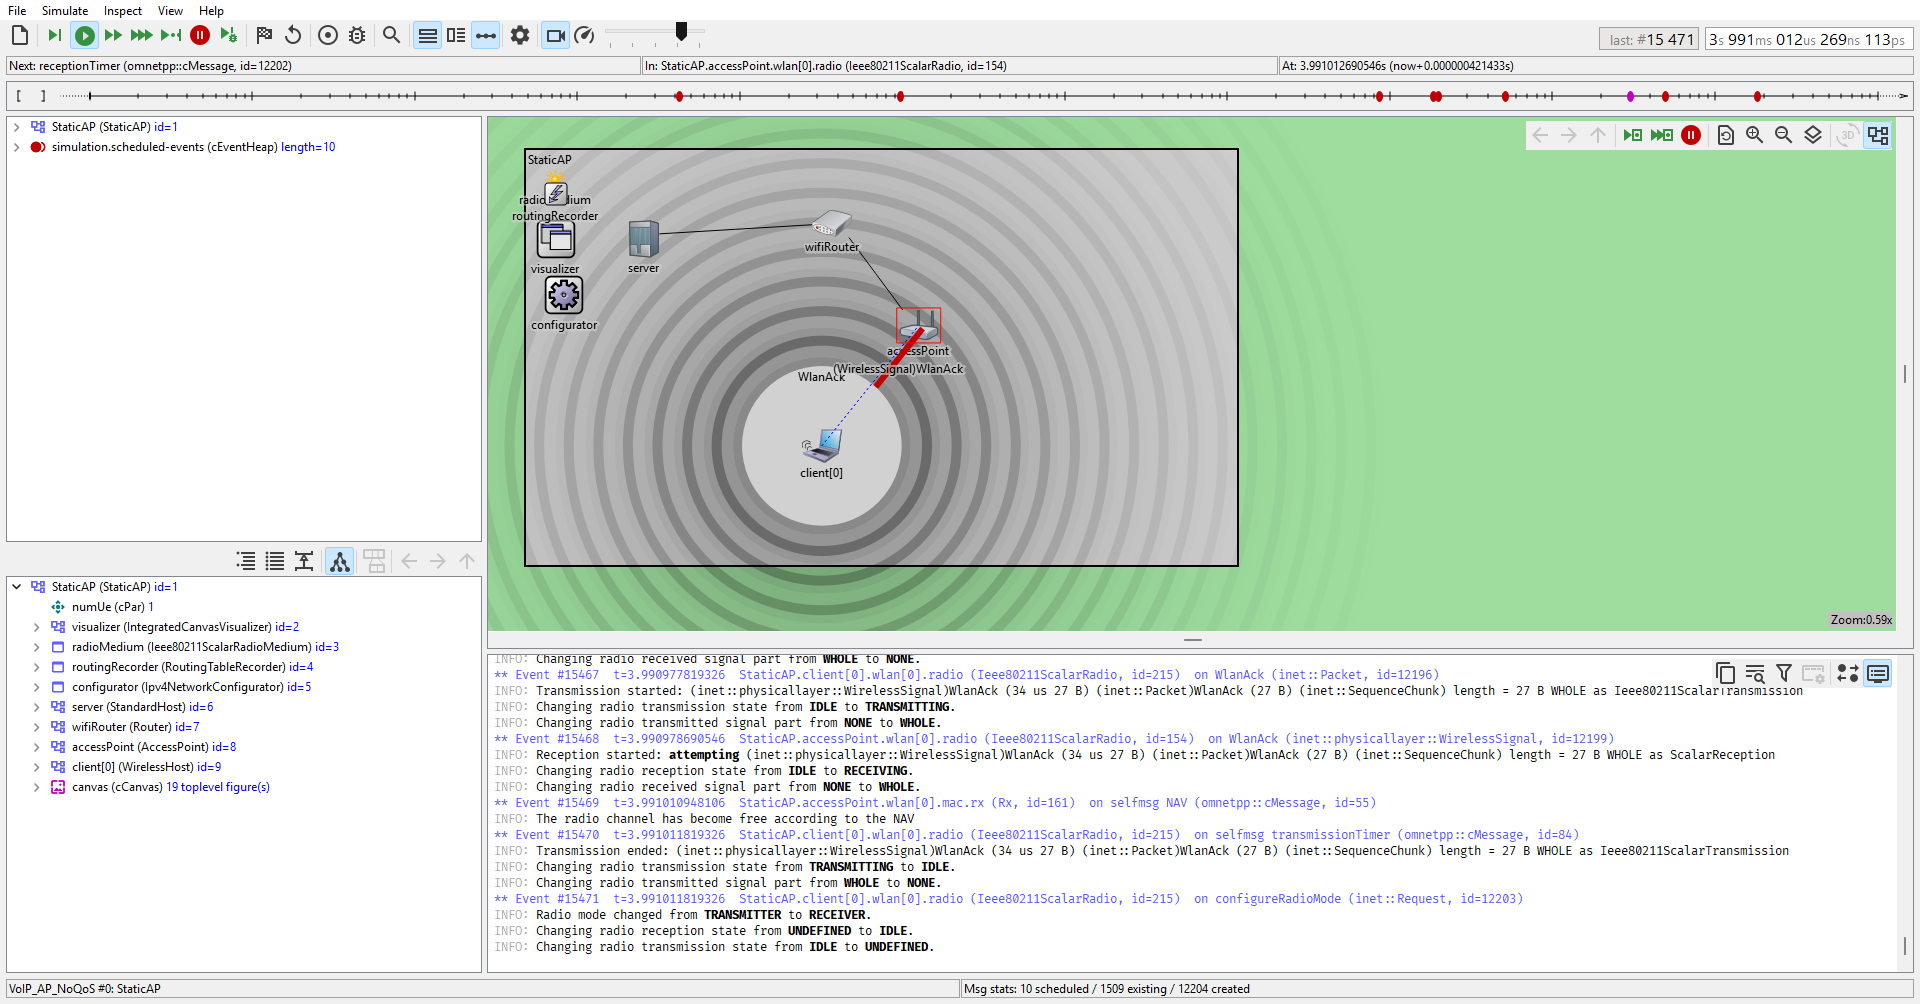 File Simulate Inspect View Help
last: #15 471
3s 991ms 012us 269ns 113ps
Next: receptionTimer (omnetpp::cMessage, id=12202)
In: StaticAP.accessPoint.wlan[0].radio (Ieee80211ScalarRadio, id=154)
At: 3.991012690546s (now+0.000000421433s)
[ ]
StaticAP (StaticAP) id=1
simulation.scheduled-events (cEventHeap) length=10
StaticAP
routingRecorder
visualizer
configurator
server
wifiRouter
accessPoint
(WirelessSignal)WlanAck
WlanAck
client[0]
3D
Zoom:0.59x
StaticAP (StaticAP) id=1
numUe (cPar) 1
visualizer (IntegratedCanvasVisualizer) id=2
radioMedium (Ieee80211ScalarRadioMedium) id=3
routingRecorder (RoutingTableRecorder) id=4
configurator (Ipv4NetworkConfigurator) id=5
server (StandardHost) id=6
wifiRouter (Router) id=7
accessPoint (AccessPoint) id=8
client[0] (WirelessHost) id=9
canvas (cCanvas) 19 toplevel figure(s)
INFO: Changing radio received signal part from WHOLE to NONE.
** Event #15467 t=3.990977819326 StaticAP.client[0].wlan[0].radio (Ieee80211ScalarRadio, id=215) on WlanAck (inet::Packet, id=12196)
INFO: Transmission started: (inet::physicallayer::WirelessSignal)WlanAck (34 us 27 B) (inet::Packet)WlanAck (27 B) (inet::SequenceChunk) length = 27 B WHOLE as Ieee80211ScalarTransmission
INFO: Changing radio transmission state from IDLE to TRANSMITTING.
INFO: Changing radio transmitted signal part from NONE to WHOLE.
** Event #15468 t=3.990978690546 StaticAP.accessPoint.wlan[0].radio (Ieee80211ScalarRadio, id=154) on WlanAck (inet::physicallayer::WirelessSignal, id=12199)
INFO: Reception started: attempting (inet::physicallayer::WirelessSignal)WlanAck (34 us 27 B) (inet::Packet)WlanAck (27 B) (inet::SequenceChunk) length = 27 B WHOLE as ScalarReception
INFO: Changing radio reception state from IDLE to RECEIVING.
INFO: Changing radio received signal part from NONE to WHOLE.
** Event #15469 t=3.991010948106 StaticAP.accessPoint.wlan[0].mac.rx (Rx, id=161) on selfmsg NAV (omnetpp::cMessage, id=55)
INFO: The radio channel has become free according to the NAV
** Event #15470 t=3.991011819326 StaticAP.client[0].wlan[0].radio (Ieee80211ScalarRadio, id=215) on selfmsg transmissionTimer (omnetpp::cMessage, id=84)
INFO: Transmission ended: (inet::physicallayer::WirelessSignal)WlanAck (34 us 27 B) (inet::Packet)WlanAck (27 B) (inet::SequenceChunk) length = 27 B WHOLE as Ieee80211ScalarTransmission
INFO: Changing radio transmission state from TRANSMITTING to IDLE.
INFO: Changing radio transmitted signal part from WHOLE to NONE.
** Event #15471 t=3.991011819326 StaticAP.client[0].wlan[0].radio (Ieee80211ScalarRadio, id=215) on configureRadioMode (inet::Request, id=12203)
INFO: Radio mode changed from TRANSMITTER to RECEIVER.
INFO: Changing radio reception state from UNDEFINED to IDLE.
INFO: Changing radio transmission state from IDLE to UNDEFINED.
VoIP_AP_NoQoS #0: StaticAP
Msg stats: 10 scheduled / 1509 existing / 12204 created